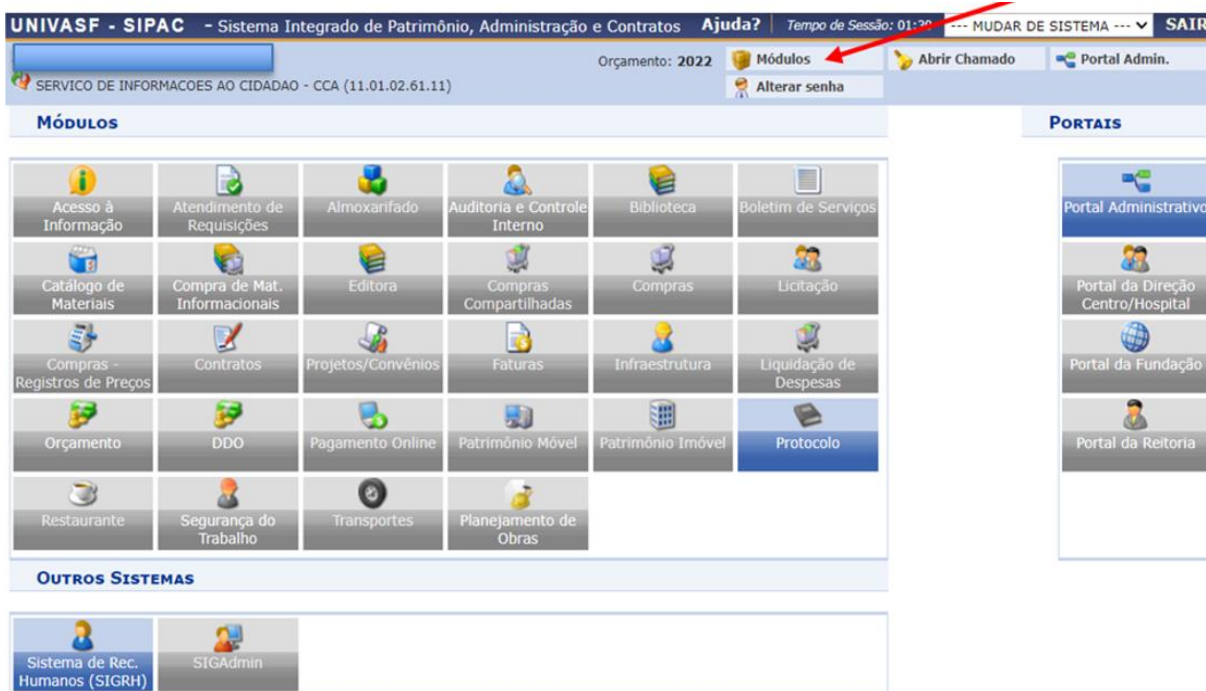 UNIVASF - SIPAC - Sistema Integrado de Patrimônio, Administração e Contratos Ajuda? Tempo de Sessão: 01:30 --- MUDAR DE SISTEMA --- SAIR
Orçamento: 2022 Módulos Abrir Chamado Portal Admin.
SERVICO DE INFORMACOES AO CIDADAO - CCA (11.01.02.61.11) Alterar senha
MÓDULOS
PORTAIS
Acesso à Informação
Atendimento de Requisições
Almoxarifado
Auditoria e Controle Interno
Biblioteca
Boletim de Serviços
Catálogo de Materiais
Compra de Mat. Informacionais
Editora
Compras Compartilhadas
Compras
Licitação
Compras - Registros de Preços
Contratos
Projetos/Convênios
Faturas
Infraestrutura
Liquidação de Despesas
Orçamento
DDO
Pagamento Online
Patrimônio Móvel
Patrimônio Imóvel
Protocolo
Restaurante
Segurança do Trabalho
Transportes
Planejamento de Obras
Portal Administrativo
Portal da Direção Centro/Hospital
Portal da Fundação
Portal da Reitoria
OUTROS SISTEMAS
Sistema de Rec. Humanos (SIGRH)
SIGAdmin